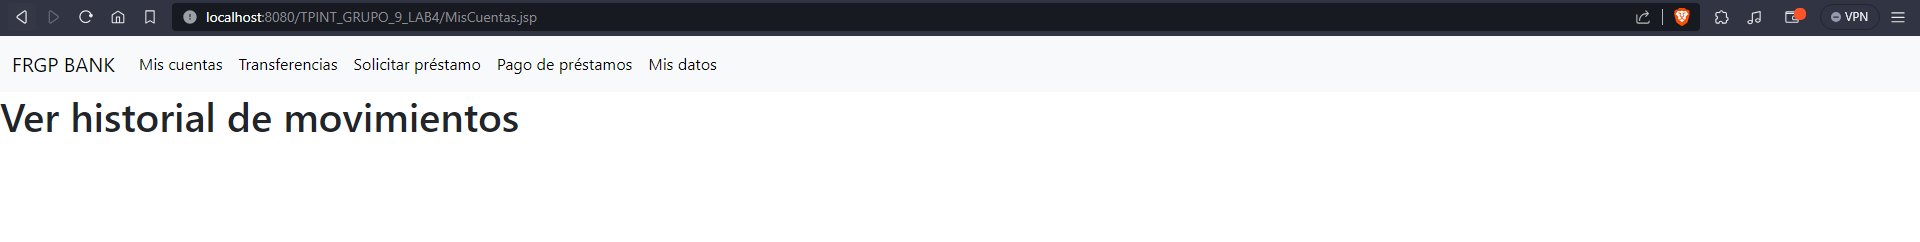 localhost:8080/TPINT_GRUPO_9_LAB4/MisCuentas.jsp
VPN
FRGP BANK Mis cuentas Transferencias Solicitar préstamo Pago de préstamos Mis datos
Ver historial de movimientos